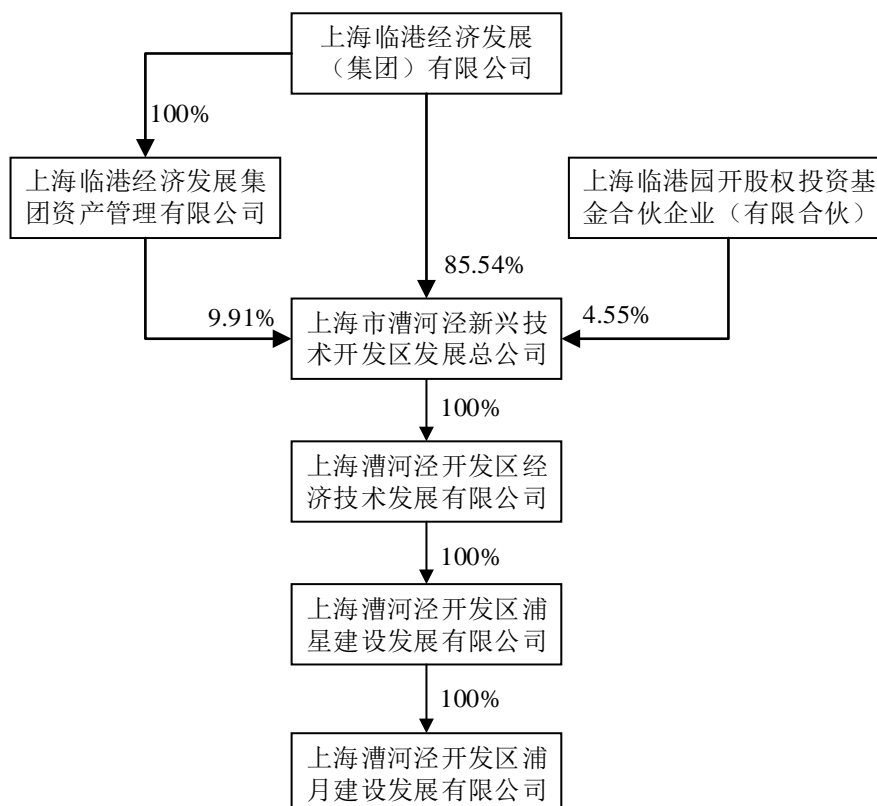 上海临港经济发展
（集团）有限公司
100%
上海临港经济发展集
团资产管理有限公司
上海临港园开股权投资基
金合伙企业（有限合伙）
85.54%
9.91%
4.55%
上海市漕河泾新兴技
术开发区发展总公司
100%
上海漕河泾开发区经
济技术发展有限公司
100%
上海漕河泾开发区浦
星建设发展有限公司
100%
上海漕河泾开发区浦
月建设发展有限公司